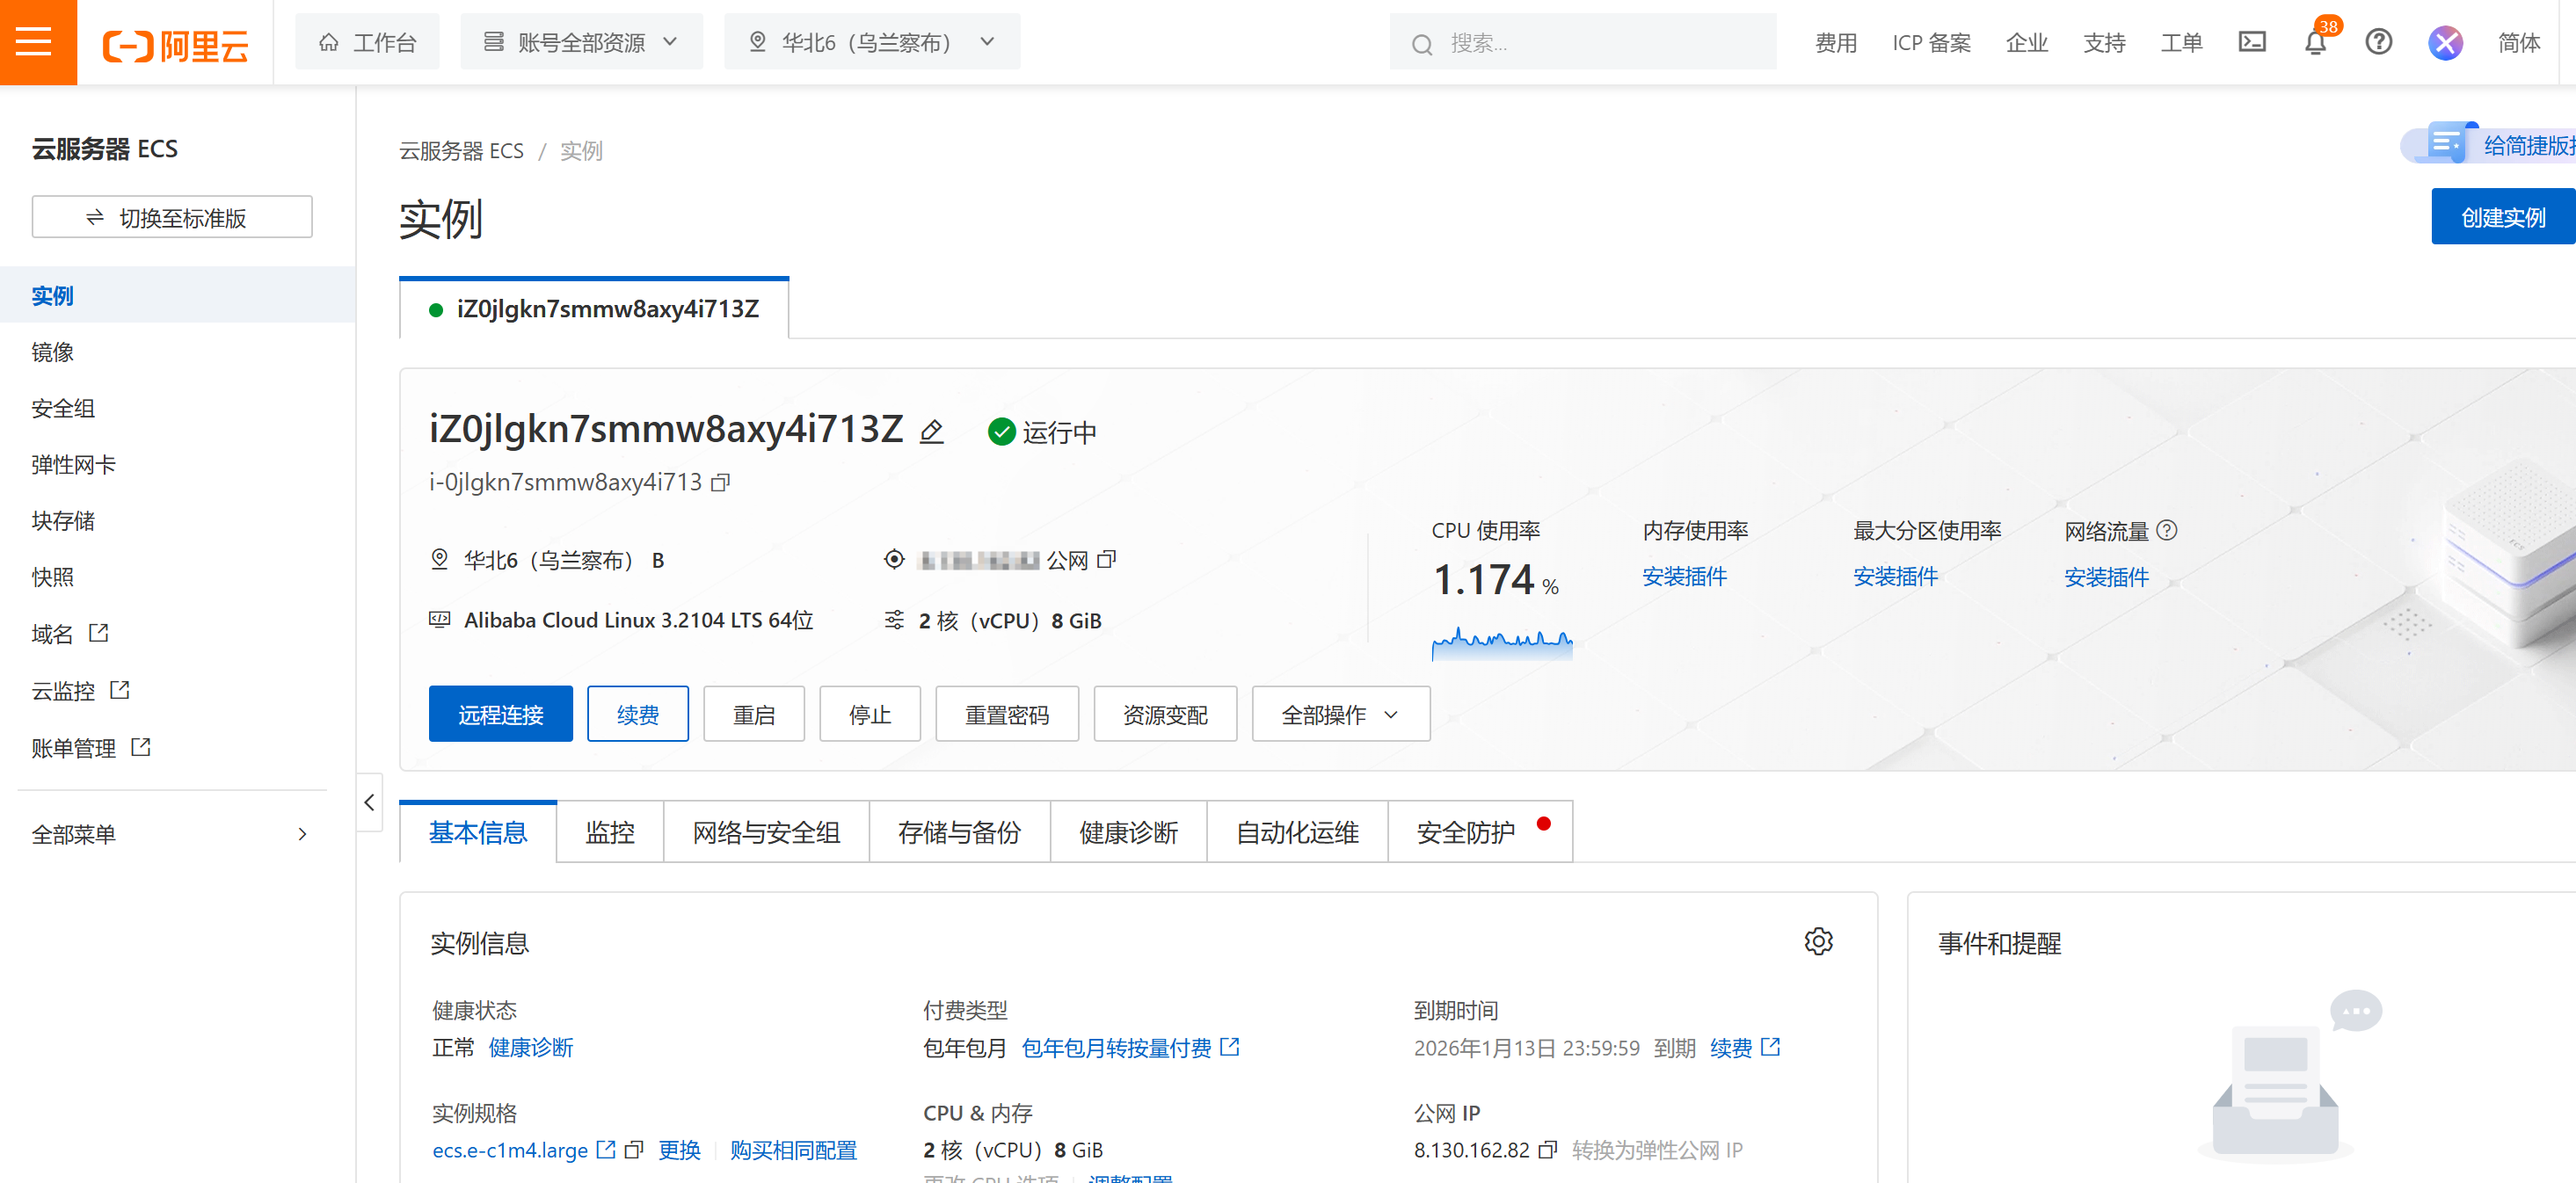 阿里云
工作台
账号全部资源
华北6（乌兰察布）
搜索...
费用
ICP 备案
企业
支持
工单
38
简体
云服务器 ECS
切换至标准版
实例
镜像
安全组
弹性网卡
块存储
快照
域名
云监控
账单管理
全部菜单
云服务器 ECS / 实例
给简捷版
实例
创建实例
iZ0jlgkn7smmw8axy4i713Z
iZ0jlgkn7smmw8axy4i713Z
运行中
i-0jlgkn7smmw8axy4i713
华北6（乌兰察布） B
公网
Alibaba Cloud Linux 3.2104 LTS 64位
2 核（vCPU）8 GiB
CPU 使用率
1.174 %
内存使用率
安装插件
最大分区使用率
安装插件
网络流量
安装插件
远程连接
续费
重启
停止
重置密码
资源变配
全部操作
基本信息
监控
网络与安全组
存储与备份
健康诊断
自动化运维
安全防护
实例信息
健康状态
正常 健康诊断
付费类型
包年包月 包年包月转按量付费
到期时间
2026年1月13日 23:59:59 到期 续费
实例规格
ecs.e-c1m4.large 更换 购买相同配置
CPU & 内存
2 核（vCPU）8 GiB
更改 CPU 选项 调整配置
公网 IP
8.130.162.82 转换为弹性公网 IP
事件和提醒